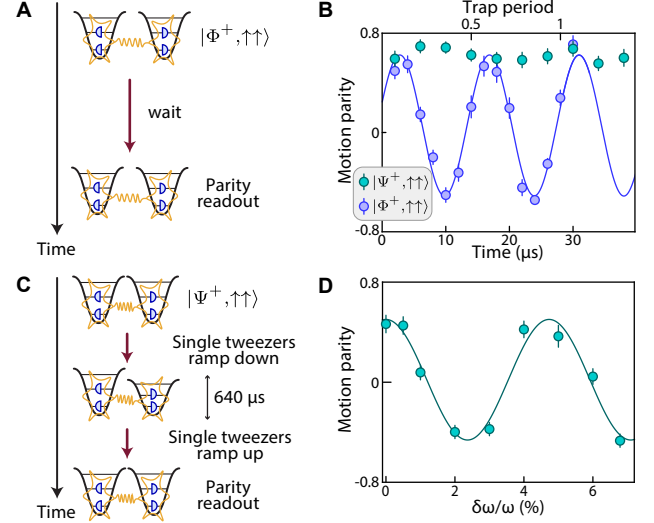 A
|Φ⁺,↑↑⟩
wait
Parity
readout
Time
B
Trap period
0.5
1
0.8
0
-0.8
Motion parity
|Ψ⁺,↑↑⟩
|Φ⁺,↑↑⟩
0
10
20
30
Time (μs)
C
|Ψ⁺,↑↑⟩
Single tweezers
ramp down
640 μs
Single tweezers
ramp up
Parity
readout
Time
D
0.8
0
-0.8
Motion parity
0
2
4
6
δω/ω (%)